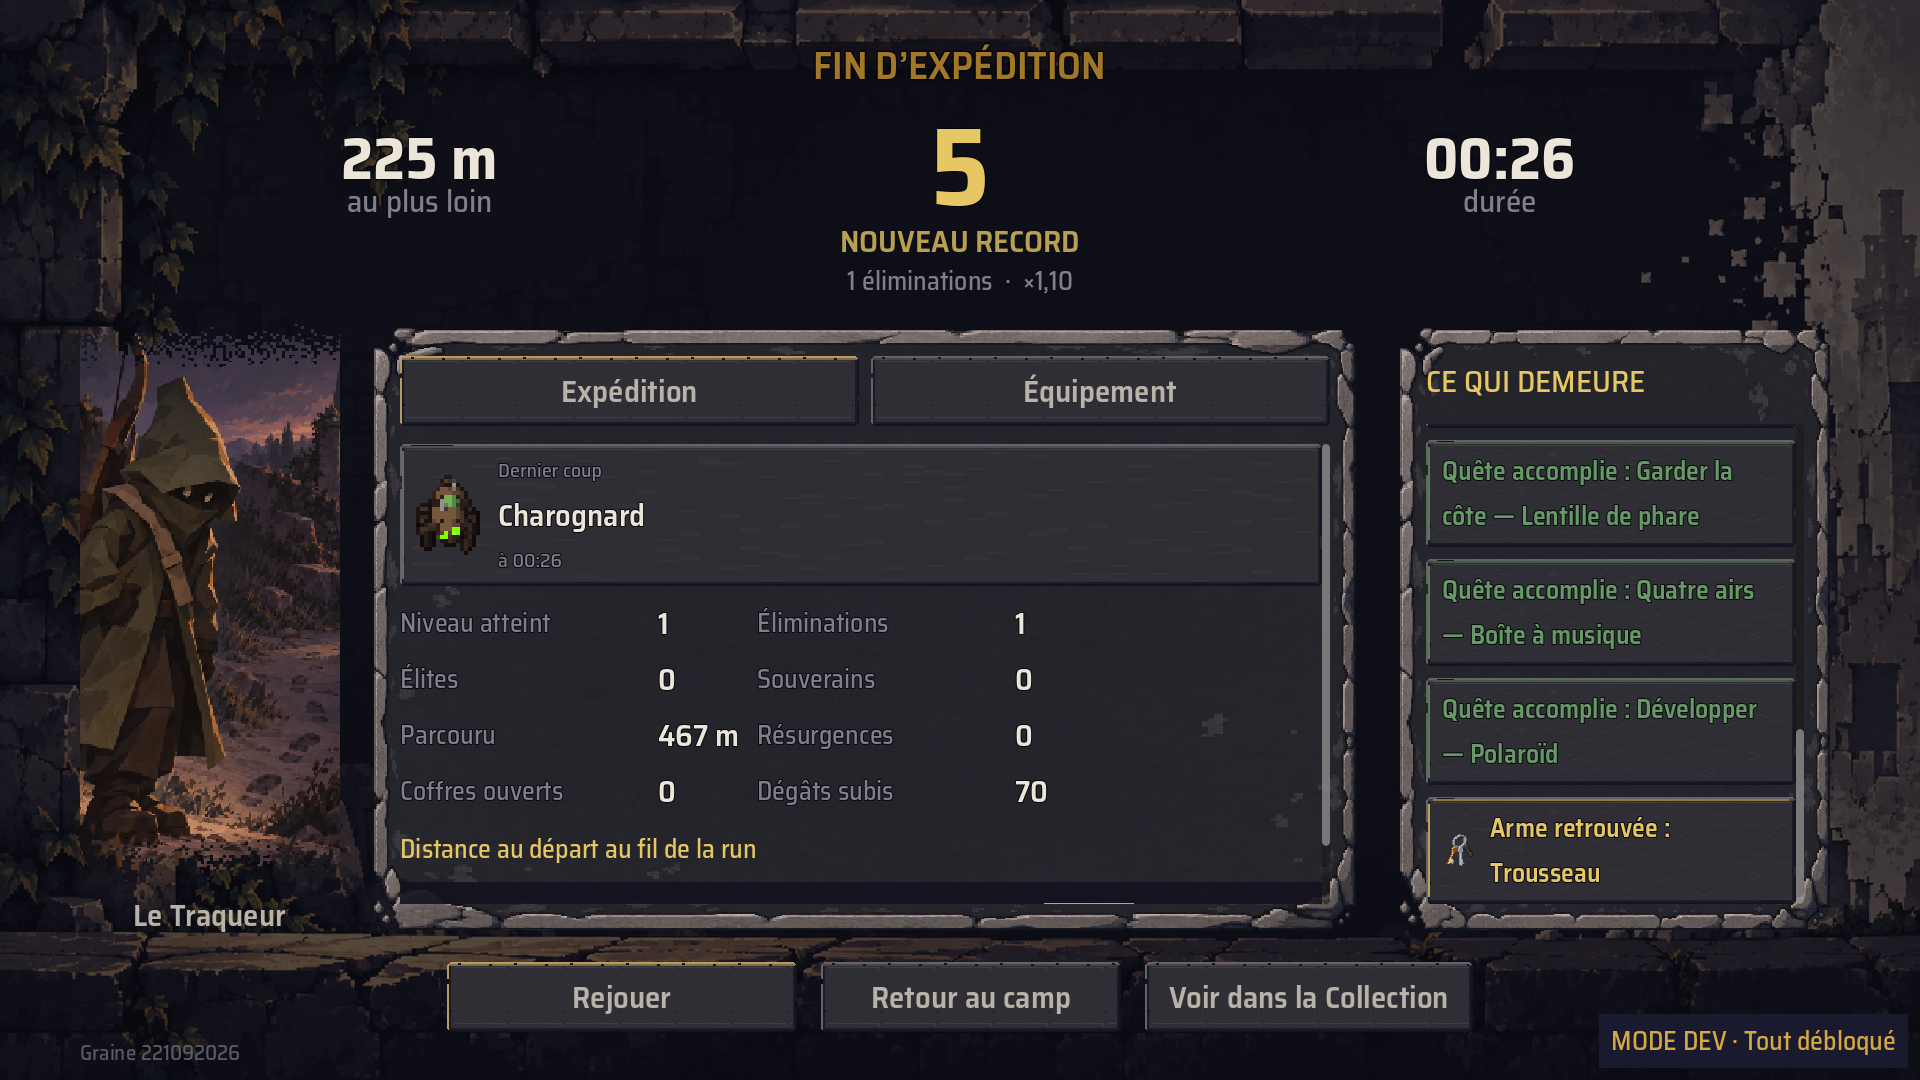 FIN D’EXPÉDITION
225 m
au plus loin
5
NOUVEAU RECORD
1 éliminations · ×1,10
00:26
durée
Le Traqueur
Expédition
Équipement
Dernier coup
Charognard
à 00:26
Niveau atteint 1 Éliminations 1
Élites 0 Souverains 0
Parcouru 467 m Résurgences 0
Coffres ouverts 0 Dégâts subis 70
Distance au départ au fil de la run
CE QUI DEMEURE
Quête accomplie : Garder la
côte — Lentille de phare
Quête accomplie : Quatre airs
— Boîte à musique
Quête accomplie : Développer
— Polaroïd
Arme retrouvée :
Trousseau
Rejouer
Retour au camp
Voir dans la Collection
Graine 221092026
MODE DEV · Tout débloqué